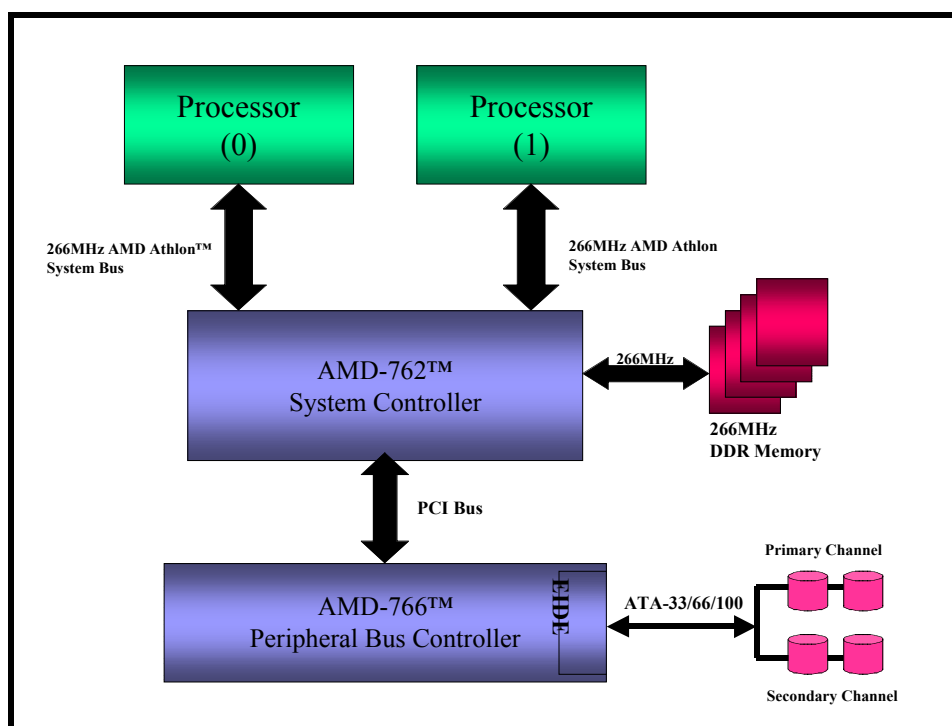 Processor
(0)
Processor
(1)
266MHz AMD Athlon™
System Bus
266MHz AMD Athlon
System Bus
AMD-762™
System Controller
266MHz
266MHz
DDR Memory
PCI Bus
AMD-766™
Peripheral Bus Controller
EIDE
ATA-33/66/100
Primary Channel
Secondary Channel